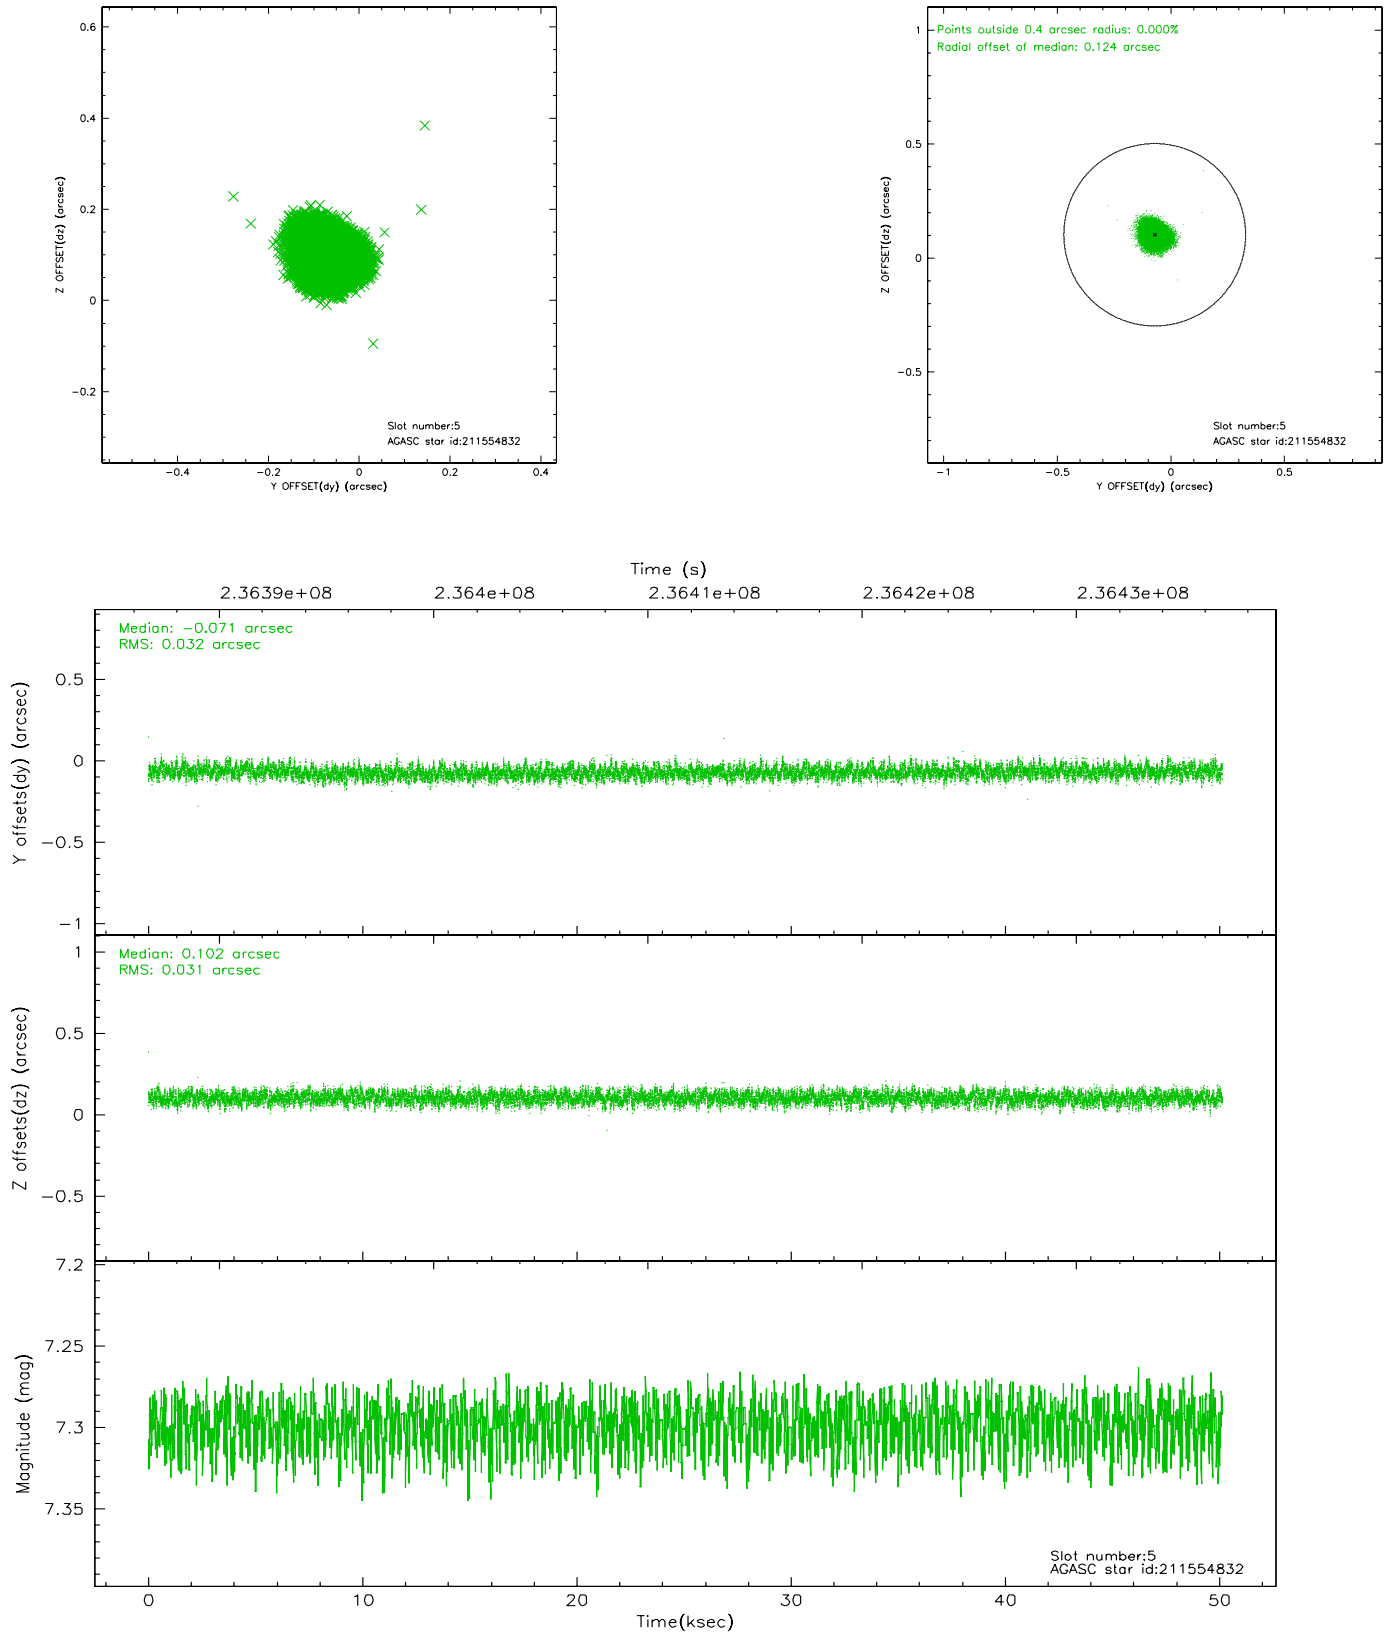 0.6
0.4
0.2
0
−0.2
Z OFFSET(dz) (arcsec)
−0.4
−0.2
0
0.2
0.4
Y OFFSET(dy) (arcsec)
Slot number:5
AGASC star id:211554832
Points outside 0.4 arcsec radius: 0.000%
Radial offset of median: 0.124 arcsec
1
0.5
0
−0.5
Z OFFSET(dz) (arcsec)
−1
−0.5
0
0.5
Y OFFSET(dy) (arcsec)
Slot number:5
AGASC star id:211554832
Time (s)
2.3639e+08
2.364e+08
2.3641e+08
2.3642e+08
2.3643e+08
Median: −0.071 arcsec
RMS: 0.032 arcsec
0.5
0
−0.5
−1
Y offsets(dy) (arcsec)
Median: 0.102 arcsec
RMS: 0.031 arcsec
1
0.5
0
−0.5
Z offsets(dz) (arcsec)
7.2
7.25
7.3
7.35
Magnitude (mag)
Slot number:5
AGASC star id:211554832
0
10
20
30
40
50
Time(ksec)